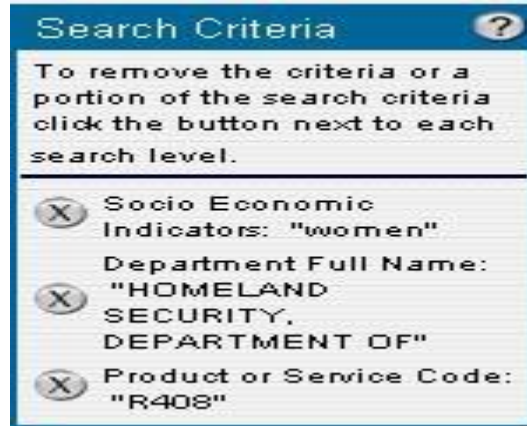 Search Criteria ?
To remove the criteria or a
portion of the search criteria
click the button next to each
search level.
X Socio Economic
Indicators: "women"
Department Full Name:
X "HOMELAND
SECURITY,
DEPARTMENT OF"
X Product or Service Code:
"R408"